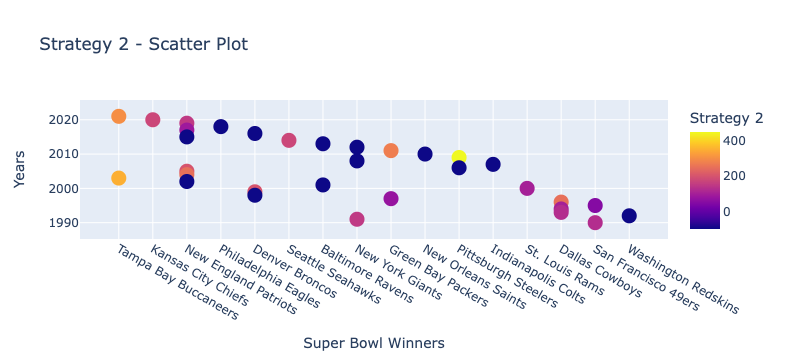 Strategy 2 - Scatter Plot
Strategy 2
2020
2010
2000
1990
Years
400
200
0
Tampa Bay Buccaneers
Kansas City Chiefs
New England Patriots
Philadelphia Eagles
Denver Broncos
Seattle Seahawks
Baltimore Ravens
New York Giants
Green Bay Packers
New Orleans Saints
Pittsburgh Steelers
Indianapolis Colts
St. Louis Rams
Dallas Cowboys
San Francisco 49ers
Washington Redskins
Super Bowl Winners